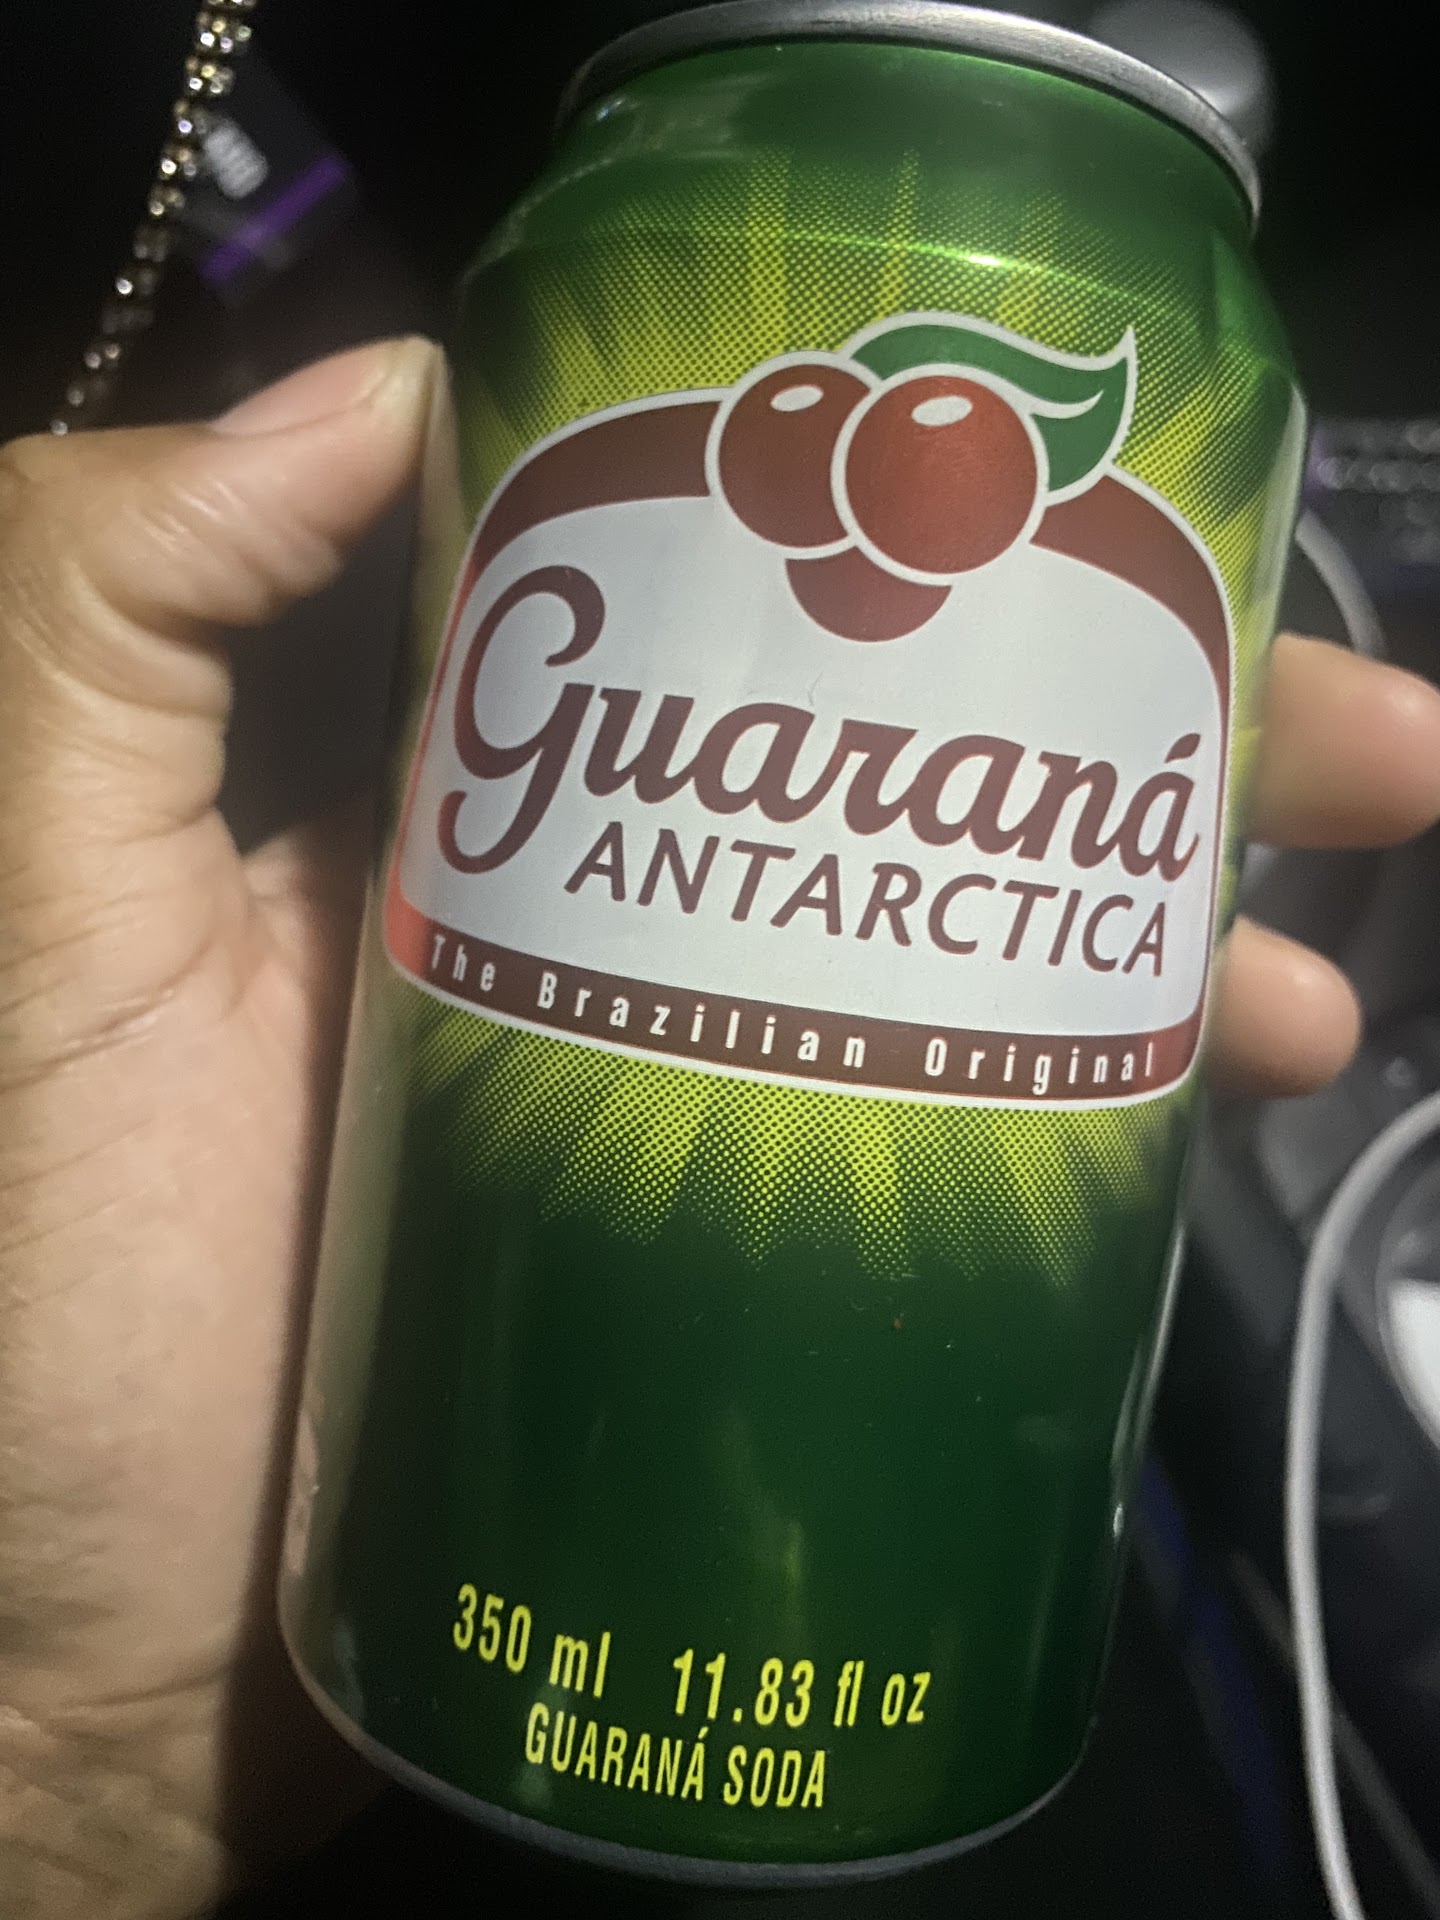 Guaraná
ANTARCTICA
The Brazilian Original
350 ml 11.83 fl oz
GUARANÁ SODA